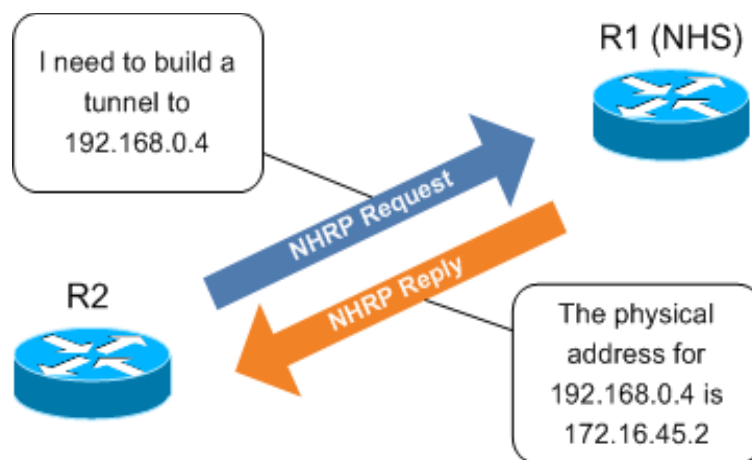 I need to build a
tunnel to
192.168.0.4
R1 (NHS)
NHRP Request
NHRP Reply
R2
The physical
address for
192.168.0.4 is
172.16.45.2